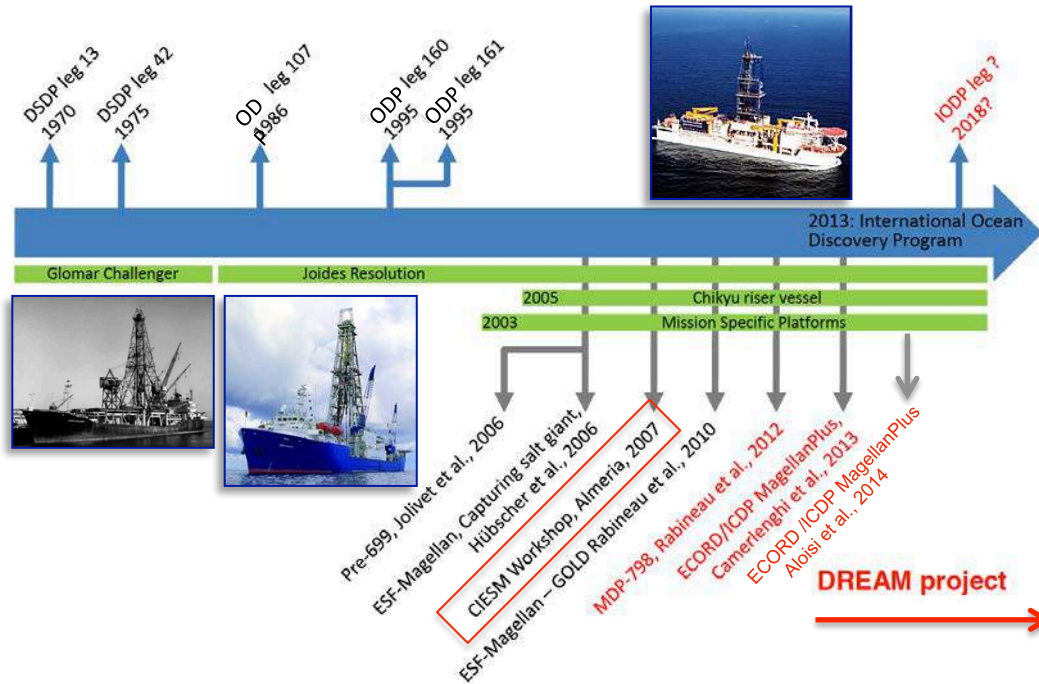 DSDP leg 13
1970
DSDP leg 42
1975
OD leg 107
P 1986
ODP leg 160
1995
ODP leg 161
1995
IODP leg ?
2018?
2013: International Ocean
Discovery Program
Glomar Challenger
Joides Resolution
2005
Chikyu riser vessel
2003
Mission Specific Platforms
Pre-699, Jolivet et al., 2006
ESF-Magellan, Capturing salt giant,
Hübscher et al., 2006
CIESM Workshop, Almeria, 2007
ESF-Magellan – GOLD Rabineau et al., 2010
MDP-798, Rabineau et al., 2012
ECORD/ICDP MagellanPlus,
Camerlenghi et al., 2013
ECORD /ICDP MagellanPlus
Aloisi et al., 2014
DREAM project